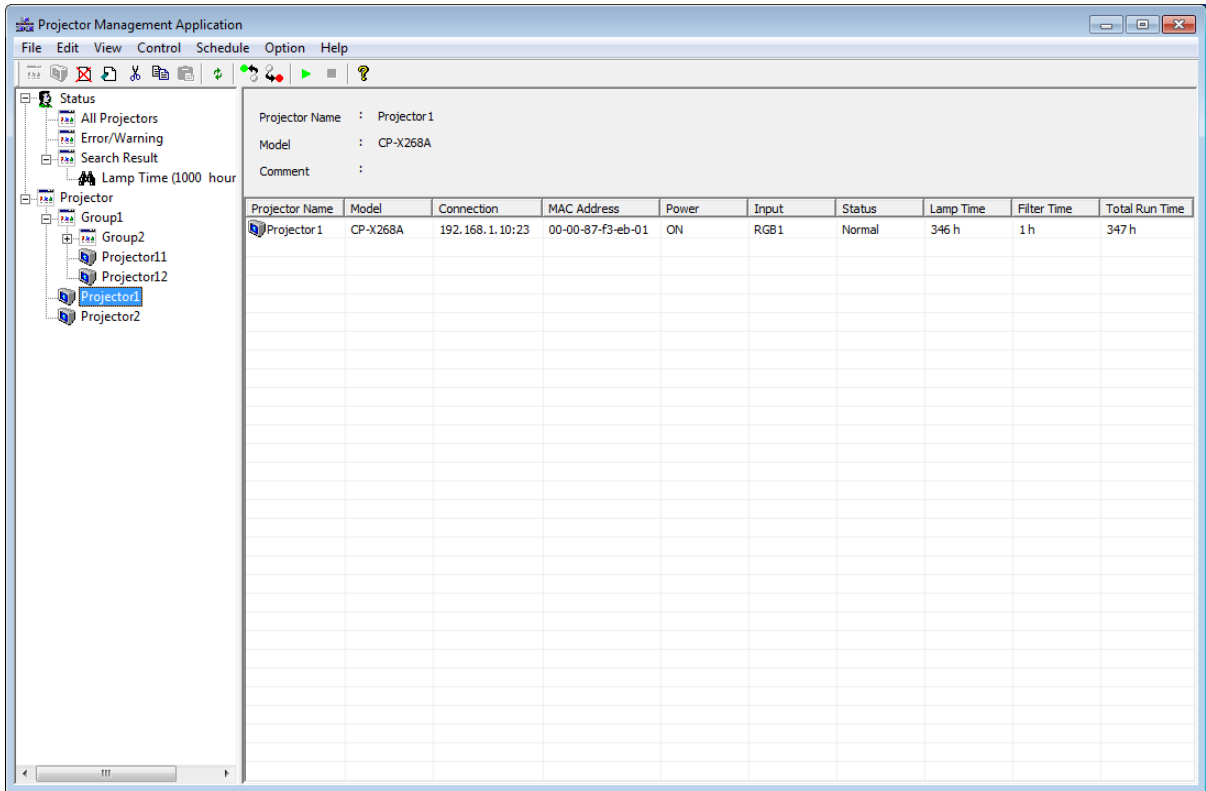 Projector Management Application
File Edit View Control Schedule Option Help
Status
All Projectors
Error/Warning
Search Result
Lamp Time (1000 hour
Projector
Group1
Group2
Projector11
Projector12
Projector1
Projector2
Projector Name : Projector1
Model : CP-X268A
Comment :
Projector Name Model Connection MAC Address Power Input Status Lamp Time Filter Time Total Run Time
Projector1 CP-X268A 192.168.1.10:23 00-00-87-f3-eb-01 ON RGB1 Normal 346 h 1 h 347 h